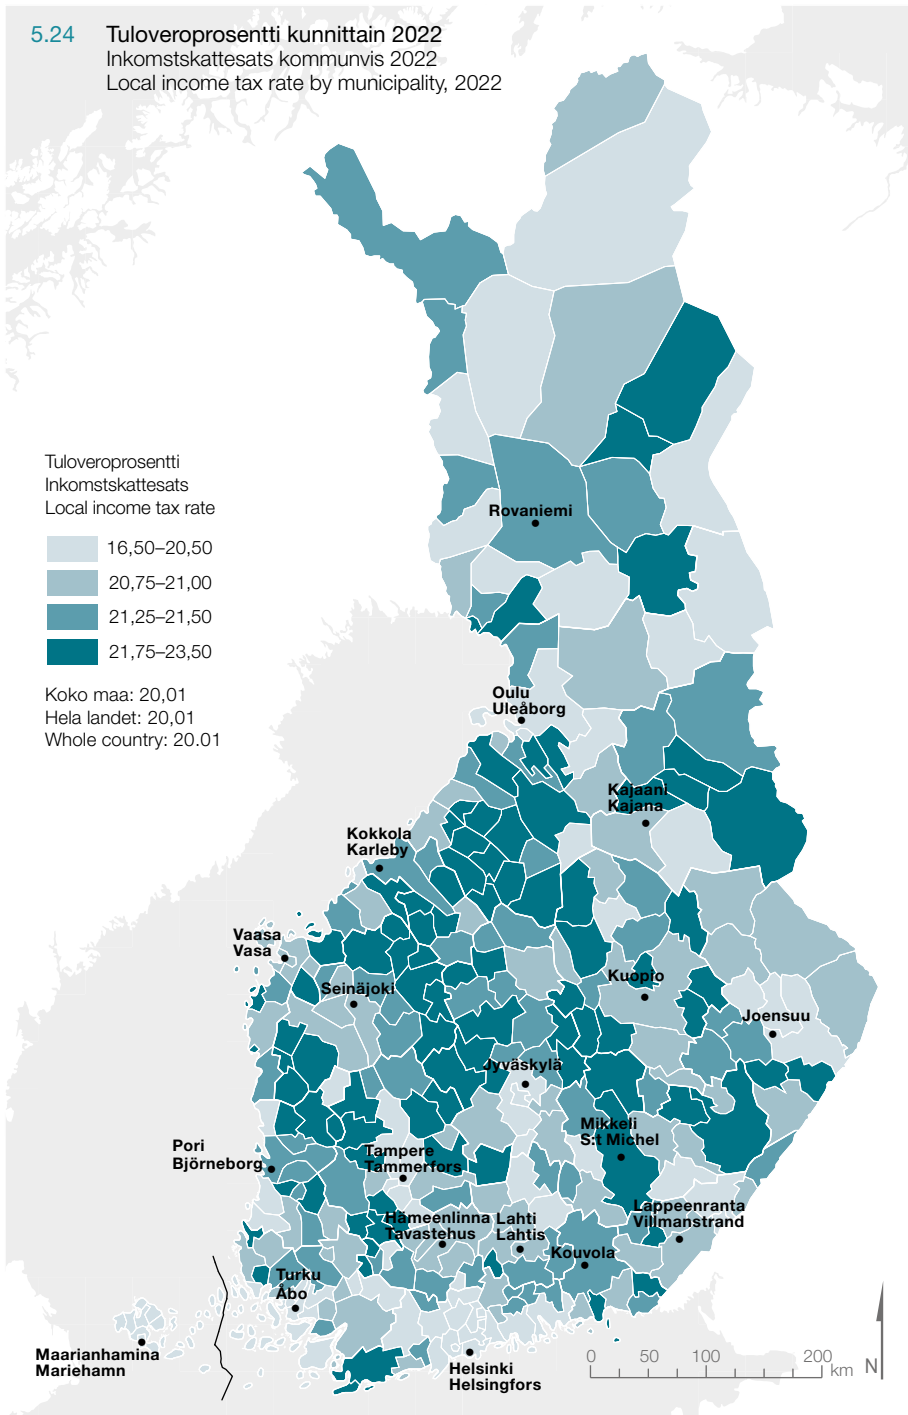 5.24 Tuloveroprosentti kunnittain 2022
Inkomstskattesats kommunvis 2022
Local income tax rate by municipality, 2022
Tuloveroprosentti
Inkomstskattesats
Local income tax rate
16,50–20,50
20,75–21,00
21,25–21,50
21,75–23,50
Koko maa: 20,01
Hela landet: 20,01
Whole country: 20.01
Rovaniemi
Oulu
Uleåborg
Kajaani
Kajana
Kokkola
Karleby
Vaasa
Vasa
Seinäjoki
Kuopio
Joensuu
Jyväskylä
Mikkeli
S:t Michel
Pori
Björneborg
Tampere
Tammerfors
Lappeenranta
Villmanstrand
Hämeenlinna
Tavastehus
Lahti
Lahtis
Kouvola
Turku
Åbo
Maarianhamina
Mariehamn
Helsinki
Helsingfors
0 50 100 200
km
N